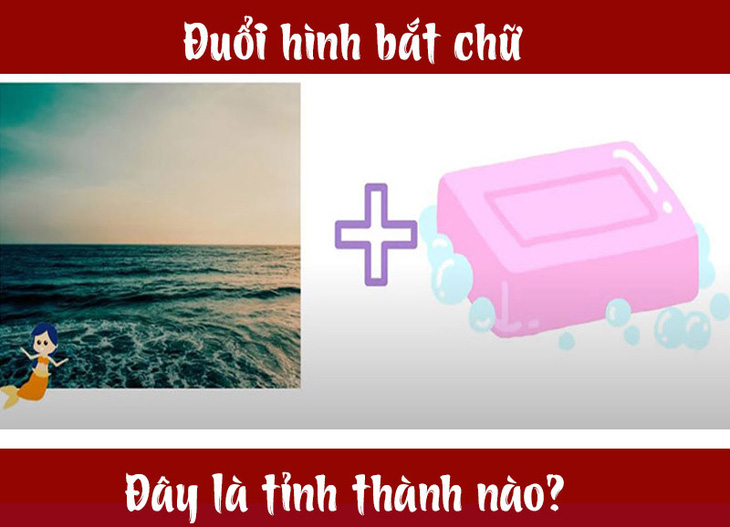 Đuổi hình bắt chữ
Đây là tỉnh thành nào?